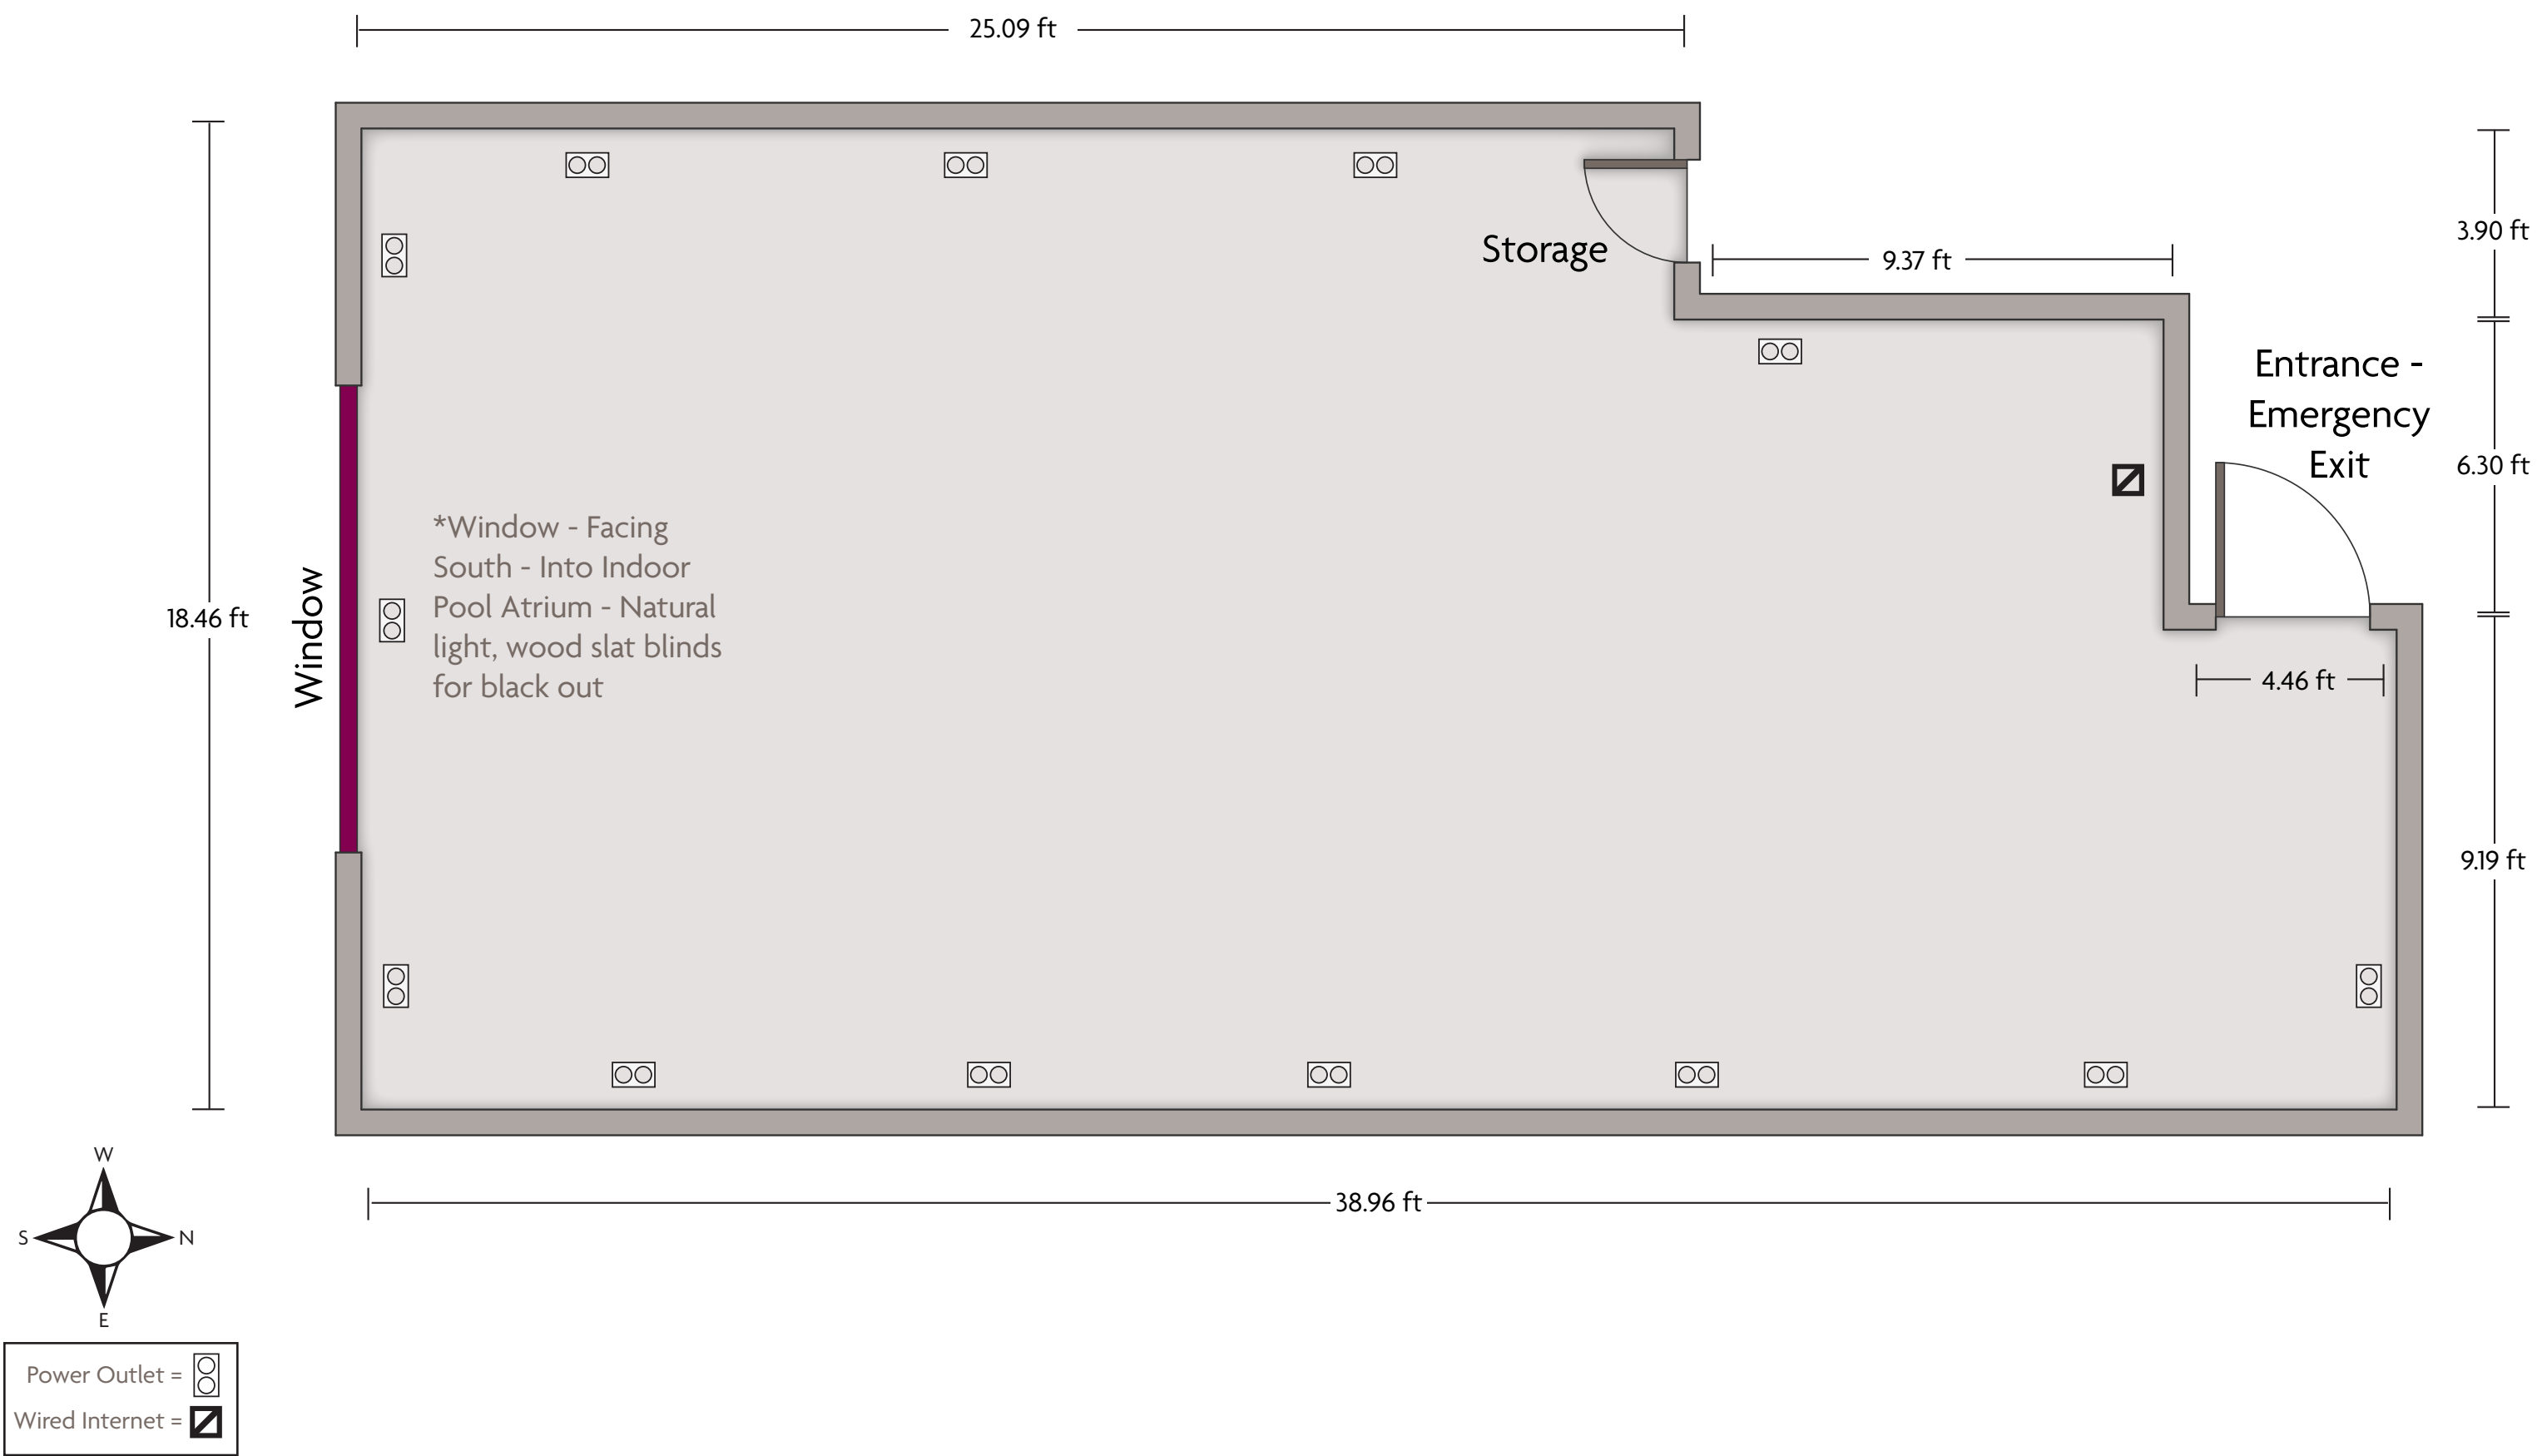 25.09 ft
Storage
9.37 ft
3.90 ft
Entrance -
Emergency
Exit
6.30 ft
*Window - Facing
South - Into Indoor
Pool Atrium - Natural
light, wood slat blinds
for black out
18.46 ft
Window
4.46 ft
9.19 ft
38.96 ft
W
S
N
E
Power Outlet =
Wired Internet =